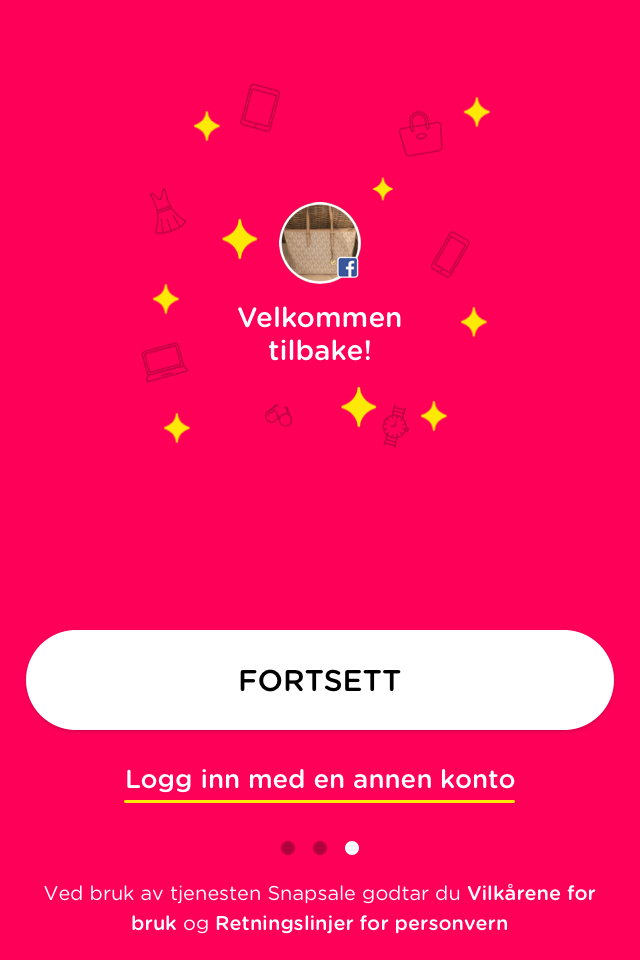 Velkommen
tilbake!
FORTSETT
Logg inn med en annen konto
Ved bruk av tjenesten Snapsale godtar du Vilkårene for
bruk og Retningslinjer for personvern